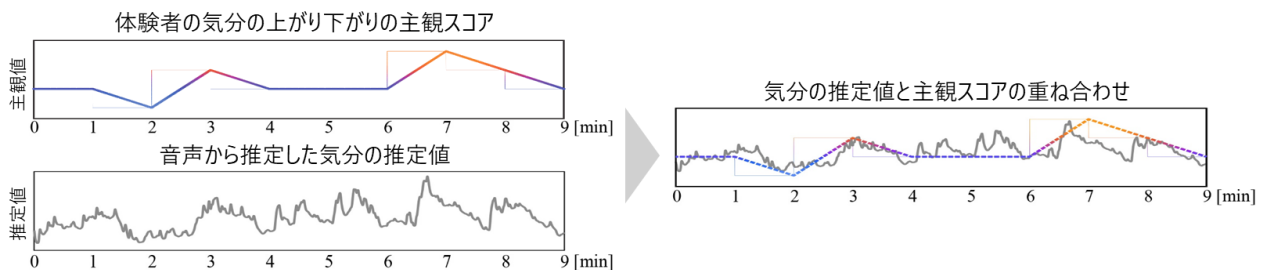 体験者の気分の上がり下がりの主観スコア
主観値
0 1 2 3 4 5 6 7 8 9 [min]
音声から推定した気分の推定値
推定値
0 1 2 3 4 5 6 7 8 9 [min]
気分の推定値と主観スコアの重ね合わせ
0 1 2 3 4 5 6 7 8 9 [min]